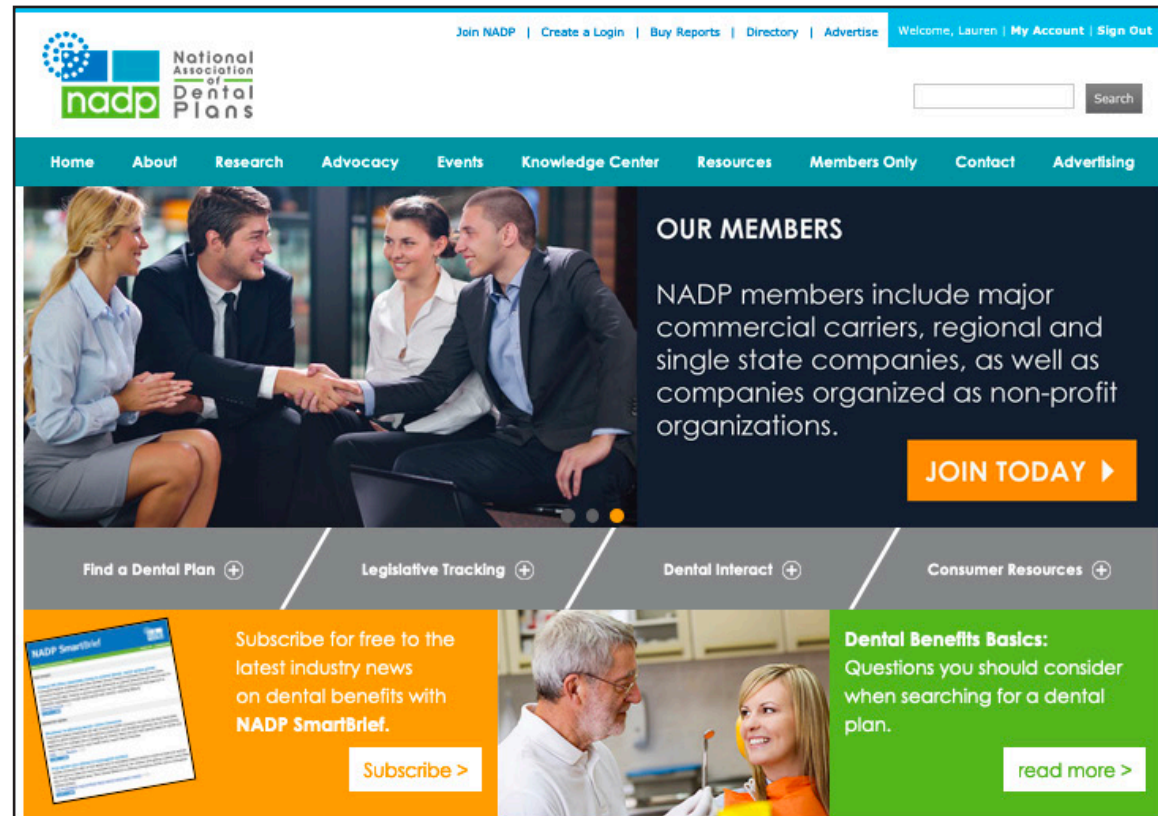 Join NADP | Create a Login | Buy Reports | Directory | Advertise
Welcome, Lauren | My Account | Sign Out
nadp
National
Association
of
Dental
Plans
Search
Home About Research Advocacy Events Knowledge Center Resources Members Only Contact Advertising
OUR MEMBERS
NADP members include major
commercial carriers, regional and
single state companies, as well as
companies organized as non-profit
organizations.
JOIN TODAY
Find a Dental Plan
Legislative Tracking
Dental Interact
Consumer Resources
NADP SmartBrief
Subscribe for free to the
latest industry news
on dental benefits with
NADP SmartBrief.
Subscribe >
Dental Benefits Basics:
Questions you should consider
when searching for a dental
plan.
read more >